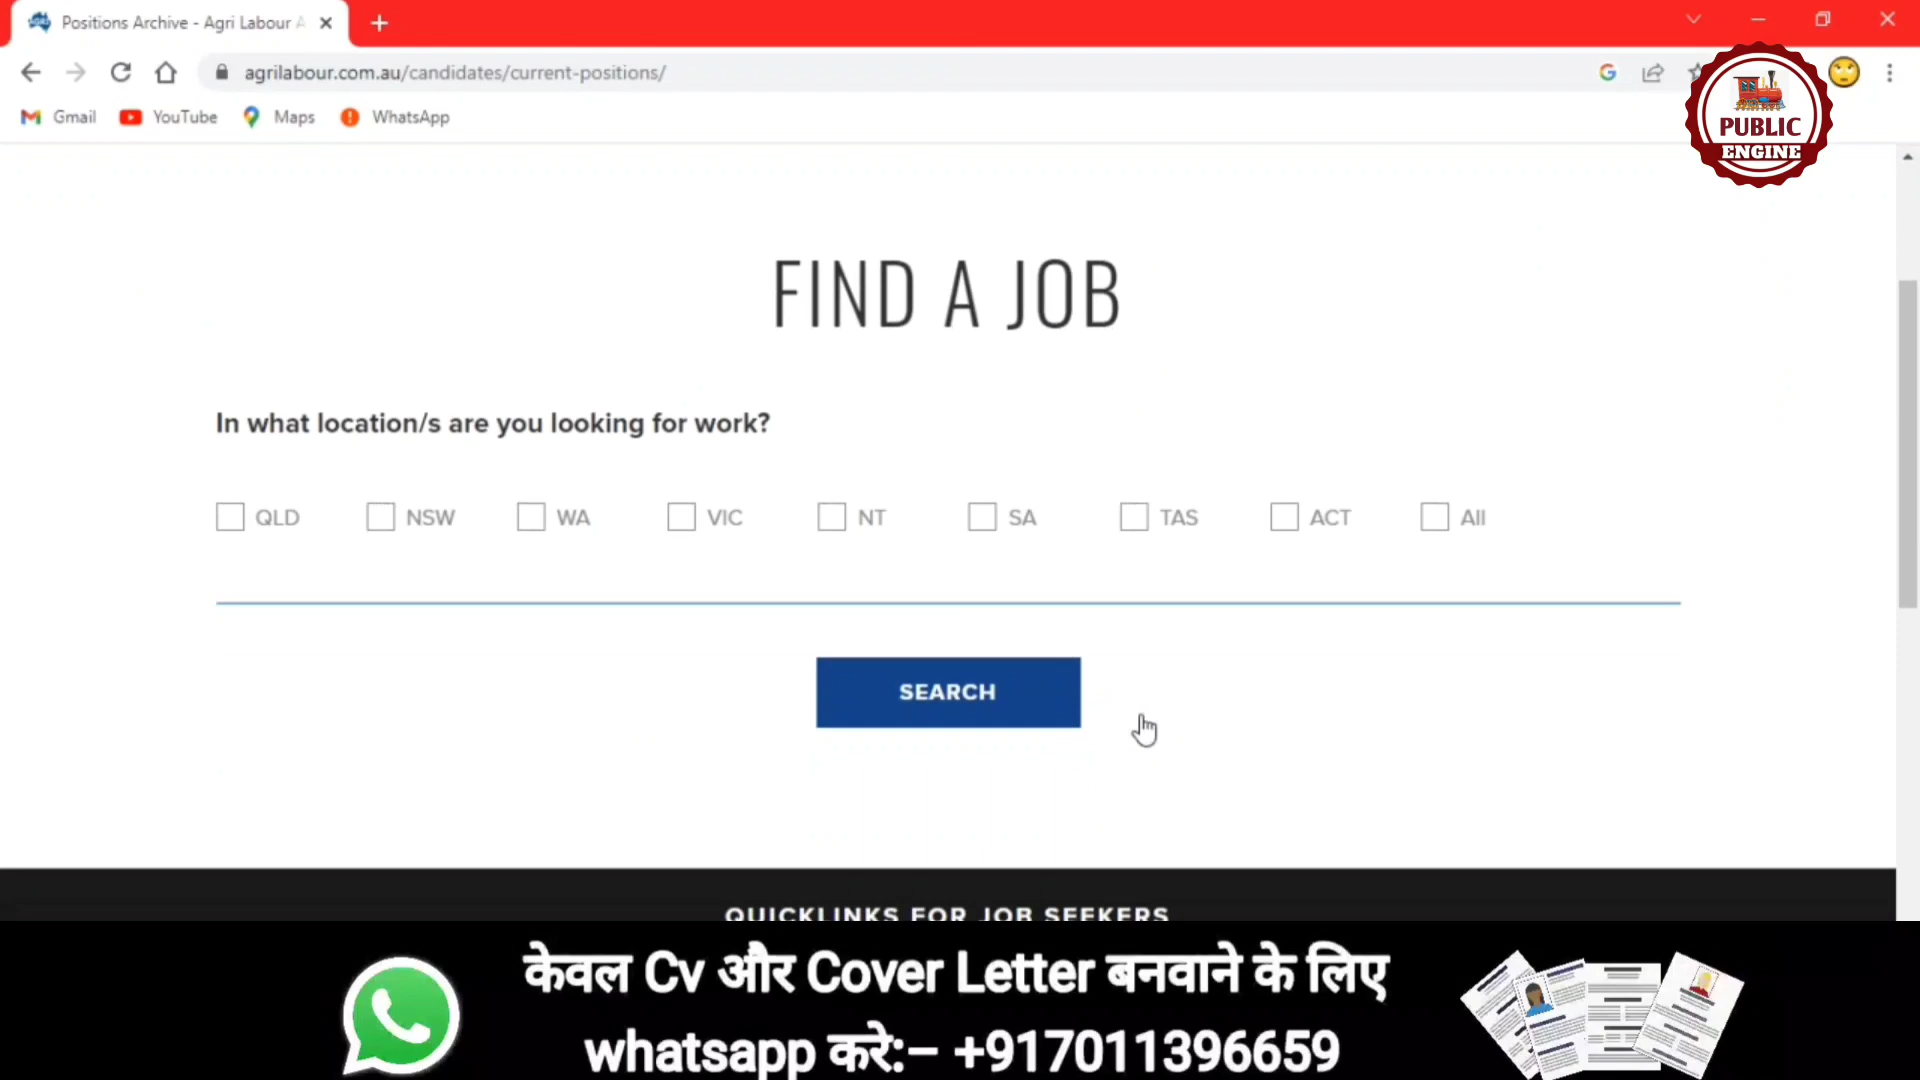 Positions Archive - Agri Labour A
agrilabour.com.au/candidates/current-positions/
Gmail YouTube Maps WhatsApp
PUBLIC
ENGINE
FIND A JOB
In what location/s are you looking for work?
QLD NSW WA VIC NT SA TAS ACT All
SEARCH
QUICKLINKS FOR JOB SEEKERS
केवल Cv और Cover Letter बनवाने के लिए
whatsapp करे:– +917011396659